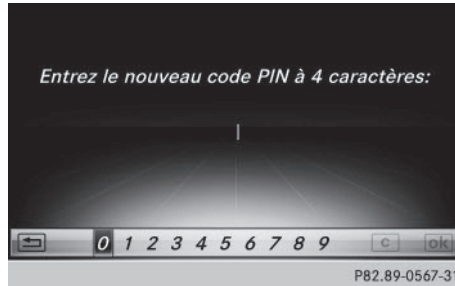 Entrez le nouveau code PIN à 4 caractères:
0 1 2 3 4 5 6 7 8 9 c ok
P82.89-0567-31